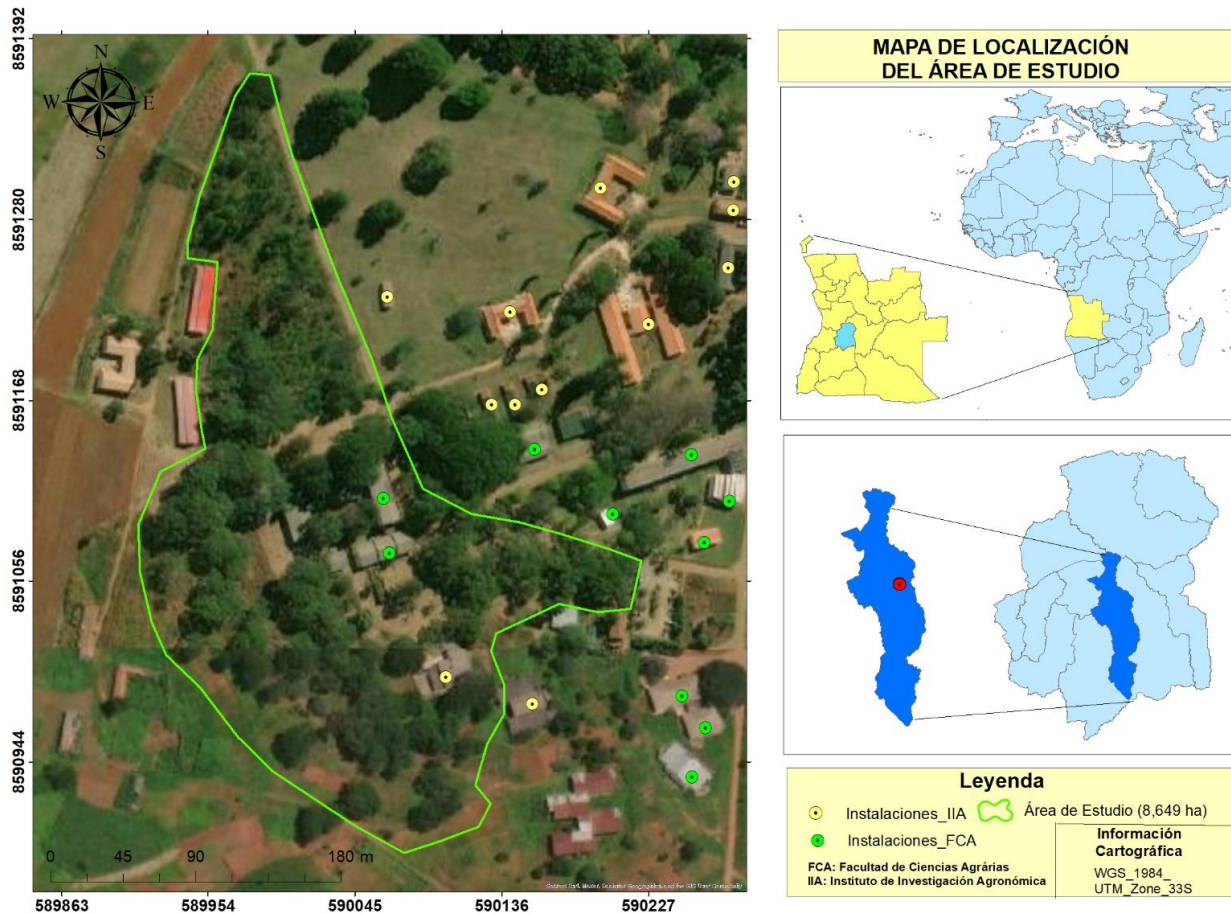 8591392
8591280
8591168
8591056
8590944
N
W E
S
0 45 90 180 m
589863 589954 590045 590136 590227
MAPA DE LOCALIZACIÓN
DEL ÁREA DE ESTUDIO
Leyenda
Instalaciones_IIA
Área de Estudio (8,649 ha)
Instalaciones_FCA
FCA: Facultad de Ciencias Agrárias
IIA: Instituto de Investigación Agronómica
Información
Cartográfica
WGS_1984_
UTM_Zone_33S